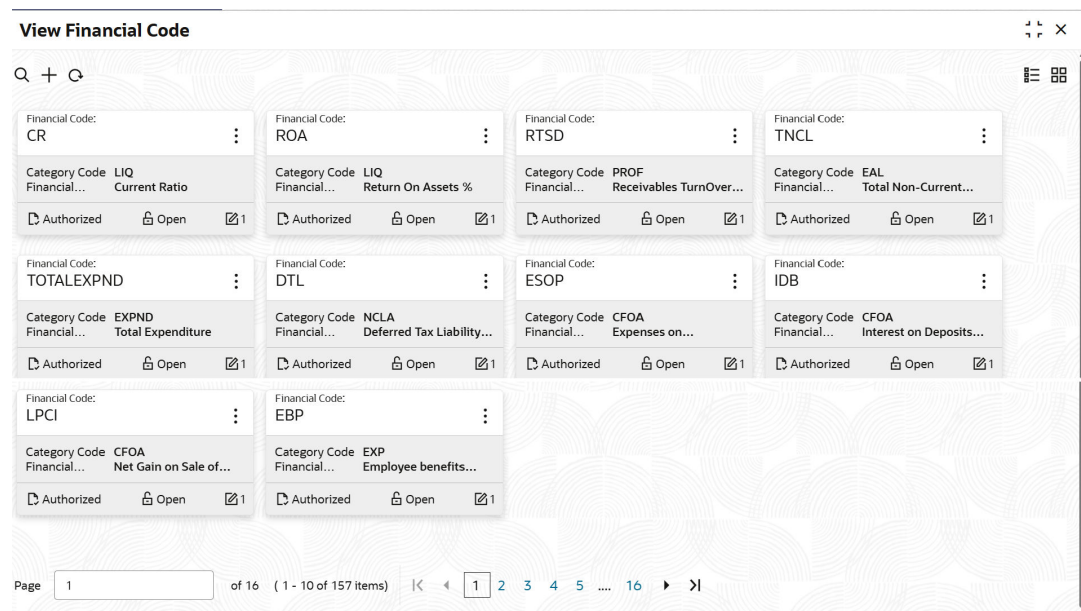 View Financial Code
Financial Code: Financial Code: Financial Code: Financial Code:
CR ROA RTSD TNCL
Category Code LIQ Category Code LIQ Category Code PROF Category Code EAL
Financial... Current Ratio Financial... Return On Assets % Financial... Receivables TurnOver... Financial... Total Non-Current...
Authorized Open 1 Authorized Open 1 Authorized Open 1 Authorized Open 1
Financial Code: Financial Code: Financial Code: Financial Code:
TOTALEXPND DTL ESOP IDB
Category Code EXPND Category Code NCLA Category Code CFOA Category Code CFOA
Financial... Total Expenditure Financial... Deferred Tax Liability... Financial... Expenses on... Financial... Interest on Deposits...
Authorized Open 1 Authorized Open 1 Authorized Open 1 Authorized Open 1
Financial Code: Financial Code:
LPCI EBP
Category Code CFOA Category Code EXP
Financial... Net Gain on Sale of... Financial... Employee benefits...
Authorized Open 1 Authorized Open 1
Page 1 of 16 ( 1 - 10 of 157 items) 1 2 3 4 5 .... 16